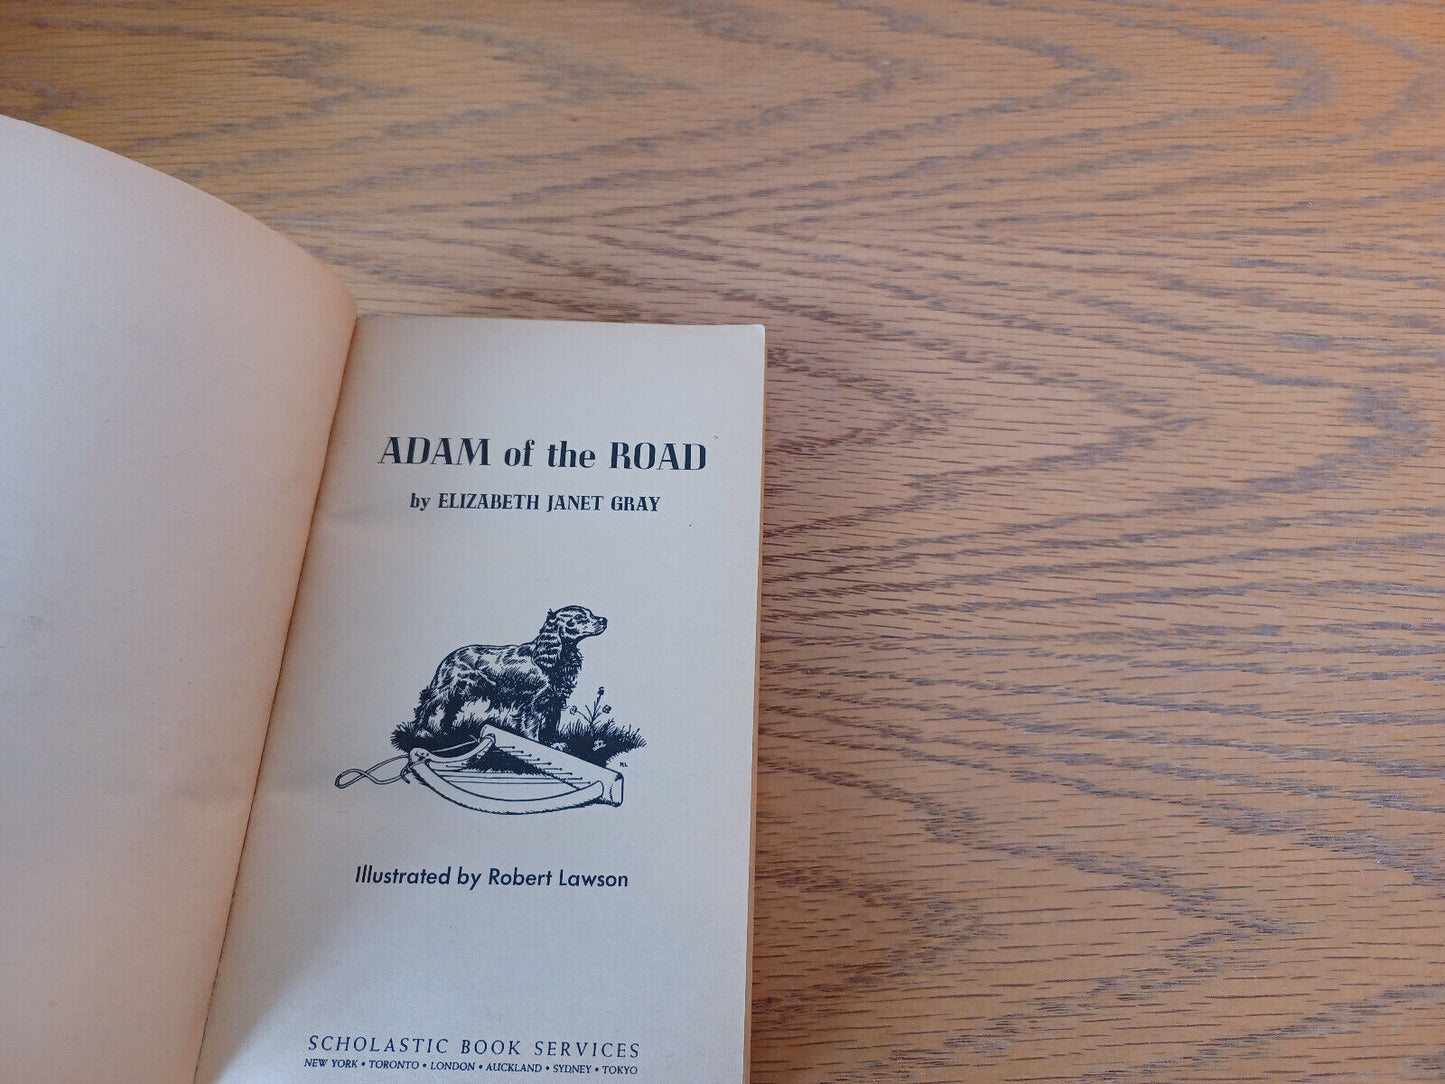 ADAM of the ROAD
by ELIZABETH JANET GRAY
RL
Illustrated by Robert Lawson
SCHOLASTIC BOOK SERVICES
NEW YORK • TORONTO • LONDON • AUCKLAND • SYDNEY • TOKYO